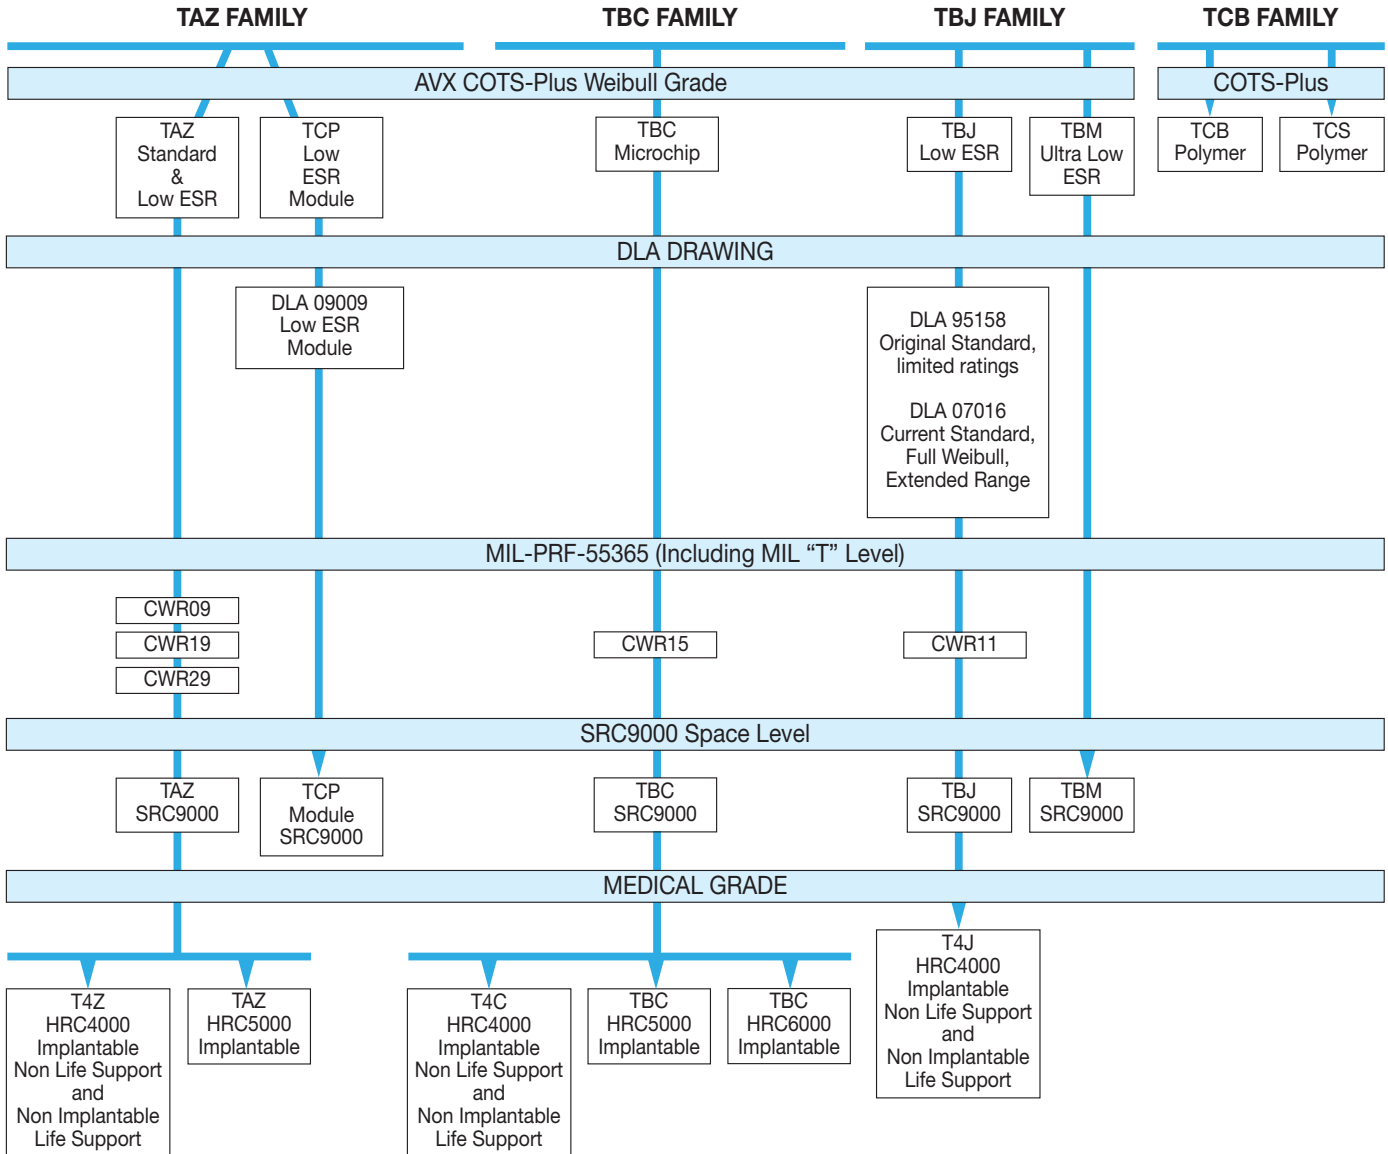 TAZ FAMILY
TBC FAMILY
TBJ FAMILY
TCB FAMILY
AVX COTS-Plus Weibull Grade
COTS-Plus
TAZ
Standard
&
Low ESR
TCP
Low
ESR
Module
TBC
Microchip
TBJ
Low ESR
TBM
Ultra Low
ESR
TCB
Polymer
TCS
Polymer
DLA DRAWING
DLA 09009
Low ESR
Module
DLA 95158
Original Standard,
limited ratings
DLA 07016
Current Standard,
Full Weibull,
Extended Range
MIL-PRF-55365 (Including MIL “T” Level)
CWR09
CWR19
CWR29
CWR15
CWR11
SRC9000 Space Level
TAZ
SRC9000
TCP
Module
SRC9000
TBC
SRC9000
TBJ
SRC9000
TBM
SRC9000
MEDICAL GRADE
T4Z
HRC4000
Implantable
Non Life Support
and
Non Implantable
Life Support
TAZ
HRC5000
Implantable
T4C
HRC4000
Implantable
Non Life Support
and
Non Implantable
Life Support
TBC
HRC5000
Implantable
TBC
HRC6000
Implantable
T4J
HRC4000
Implantable
Non Life Support
and
Non Implantable
Life Support